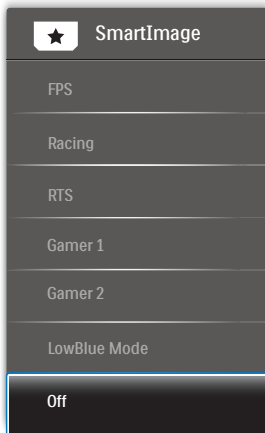 SmartImage
FPS
Racing
RTS
Gamer 1
Gamer 2
LowBlue Mode
Off